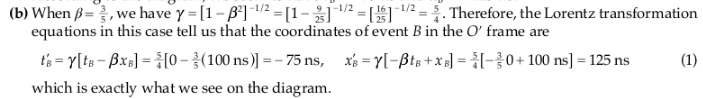 (b) When β = 3/5, we have γ = [1 − β²]^−1/2 = [1 − 9/25]^−1/2 = [16/25]^−1/2 = 5/4. Therefore, the Lorentz transformation
equations in this case tell us that the coordinates of event B in the O′ frame are
t′_B = γ[t_B − βx_B] = 5/4[0 − 3/5(100 ns)] = − 75 ns, x′_B = γ[−βt_B + x_B] = 5/4[−3/5 0 + 100 ns] = 125 ns (1)
which is exactly what we see on the diagram.